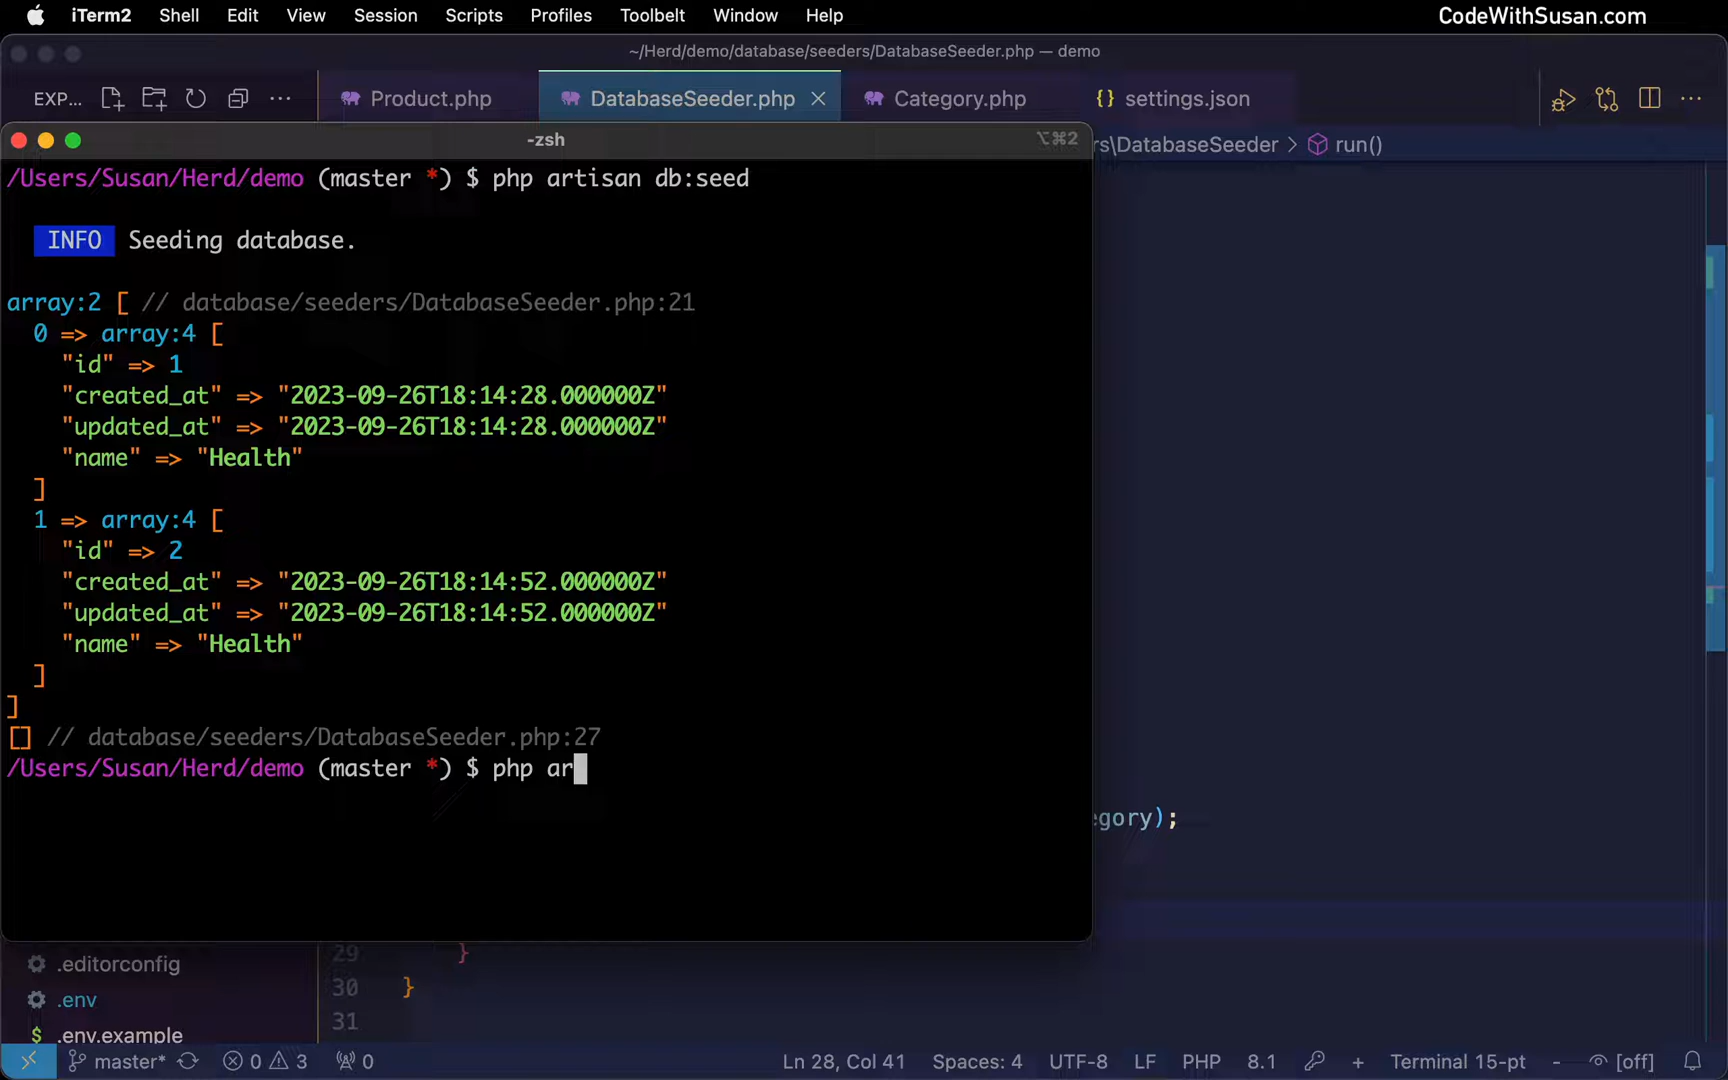 iTerm2 Shell Edit View Session Scripts Profiles Toolbelt Window Help CodeWithSusan.com
~/Herd/demo/database/seeders/DatabaseSeeder.php — demo
EXP... Product.php DatabaseSeeder.php Category.php {} settings.json ...
-zsh ⌥⌘2
rs\DatabaseSeeder > run()
/Users/Susan/Herd/demo (master *) $ php artisan db:seed
INFO Seeding database.
array:2 [ // database/seeders/DatabaseSeeder.php:21
0 => array:4 [
"id" => 1
"created_at" => "2023-09-26T18:14:28.000000Z"
"updated_at" => "2023-09-26T18:14:28.000000Z"
"name" => "Health"
]
1 => array:4 [
"id" => 2
"created_at" => "2023-09-26T18:14:52.000000Z"
"updated_at" => "2023-09-26T18:14:52.000000Z"
"name" => "Health"
]
]
[] // database/seeders/DatabaseSeeder.php:27
/Users/Susan/Herd/demo (master *) $ php ar
egory);
29 }
.editorconfig
30 }
.env
31
$ .env.example
master* 0 3 0 Ln 28, Col 41 Spaces: 4 UTF-8 LF PHP 8.1 + Terminal 15-pt - [off]